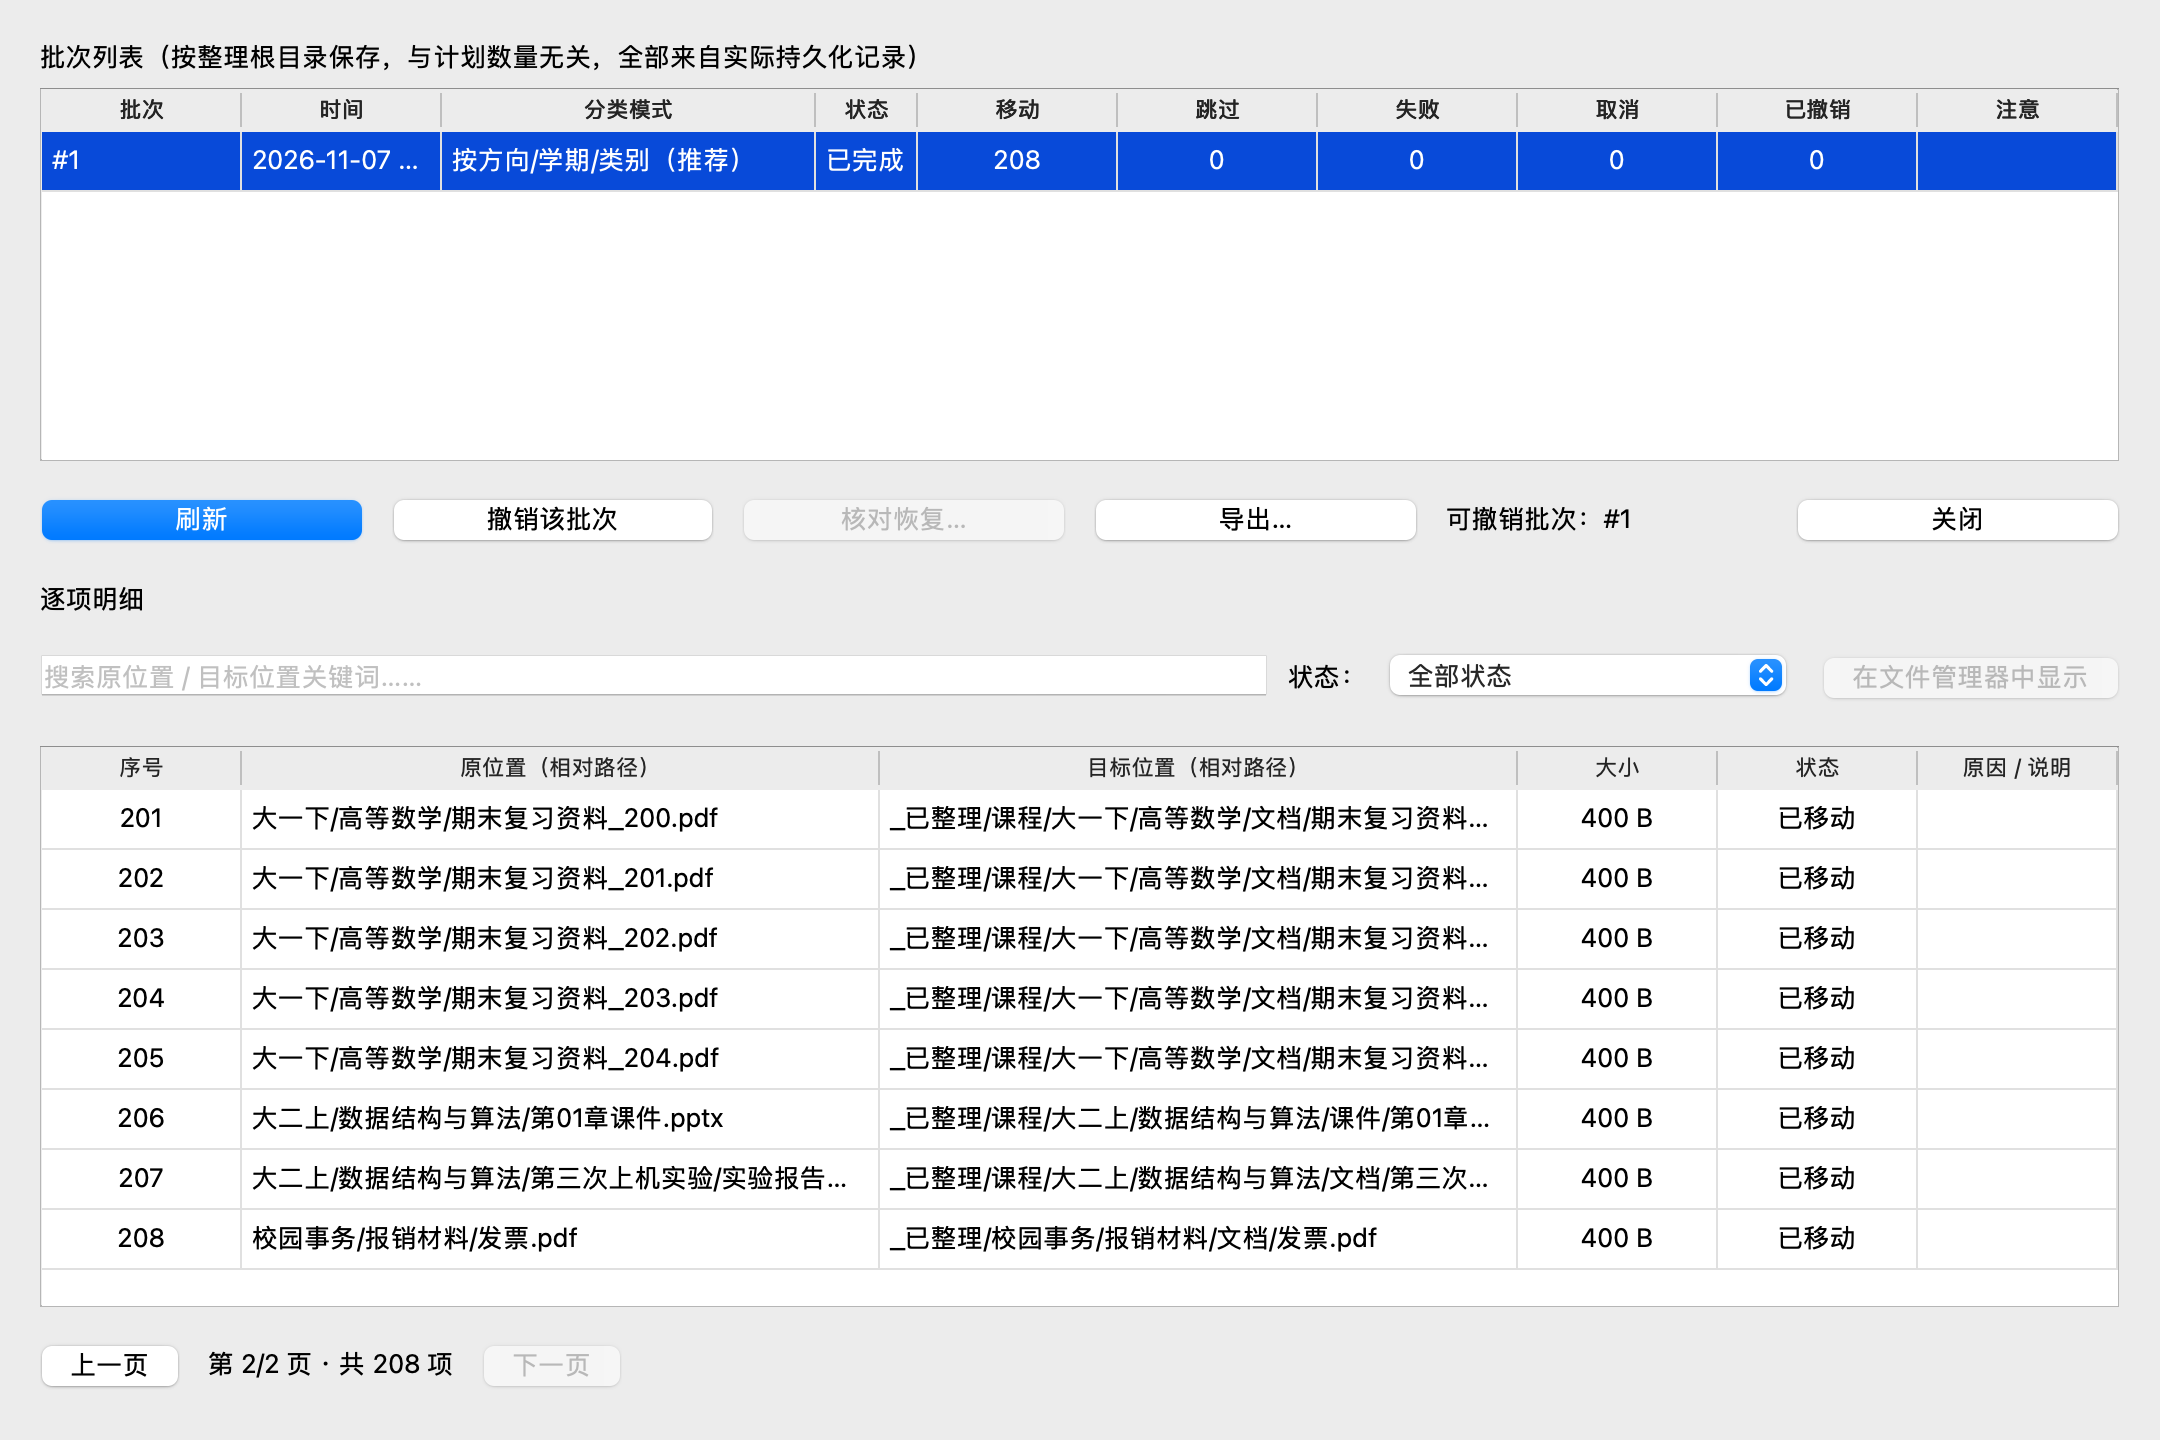 批次列表（按整理根目录保存，与计划数量无关，全部来自实际持久化记录）
批次 时间 分类模式 状态 移动 跳过 失败 取消 已撤销 注意
#1 2026-11-07 ... 按方向/学期/类别（推荐） 已完成 208 0 0 0 0
刷新 撤销该批次 核对恢复... 导出... 可撤销批次：#1 关闭
逐项明细
搜索原位置 / 目标位置关键词…… 状态： 全部状态 在文件管理器中显示
序号 原位置（相对路径） 目标位置（相对路径） 大小 状态 原因 / 说明
201 大一下/高等数学/期末复习资料_200.pdf _已整理/课程/大一下/高等数学/文档/期末复习资料... 400 B 已移动
202 大一下/高等数学/期末复习资料_201.pdf _已整理/课程/大一下/高等数学/文档/期末复习资料... 400 B 已移动
203 大一下/高等数学/期末复习资料_202.pdf _已整理/课程/大一下/高等数学/文档/期末复习资料... 400 B 已移动
204 大一下/高等数学/期末复习资料_203.pdf _已整理/课程/大一下/高等数学/文档/期末复习资料... 400 B 已移动
205 大一下/高等数学/期末复习资料_204.pdf _已整理/课程/大一下/高等数学/文档/期末复习资料... 400 B 已移动
206 大二上/数据结构与算法/第01章课件.pptx _已整理/课程/大二上/数据结构与算法/课件/第01章... 400 B 已移动
207 大二上/数据结构与算法/第三次上机实验/实验报告... _已整理/课程/大二上/数据结构与算法/文档/第三次... 400 B 已移动
208 校园事务/报销材料/发票.pdf _已整理/校园事务/报销材料/文档/发票.pdf 400 B 已移动
上一页 第 2/2 页 · 共 208 项 下一页